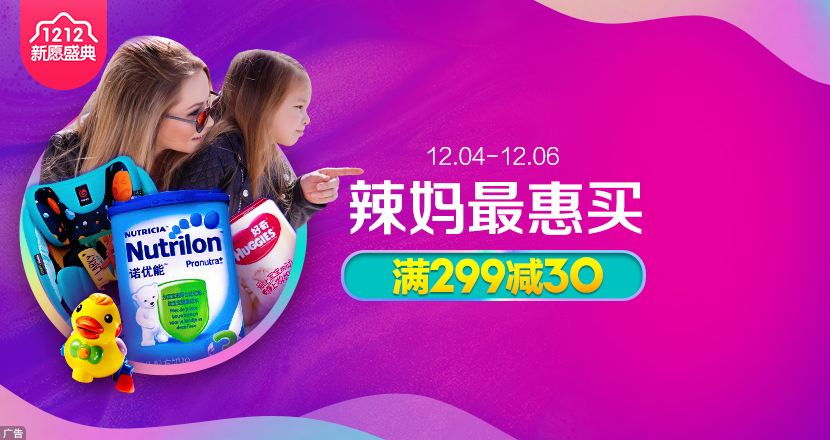 1212
新愿盛典
12.04-12.06
辣妈最惠买
满299减30
NUTRICIA
Nutrilon
诺优能
Pronutra+
好奇
HUGGIES
广告